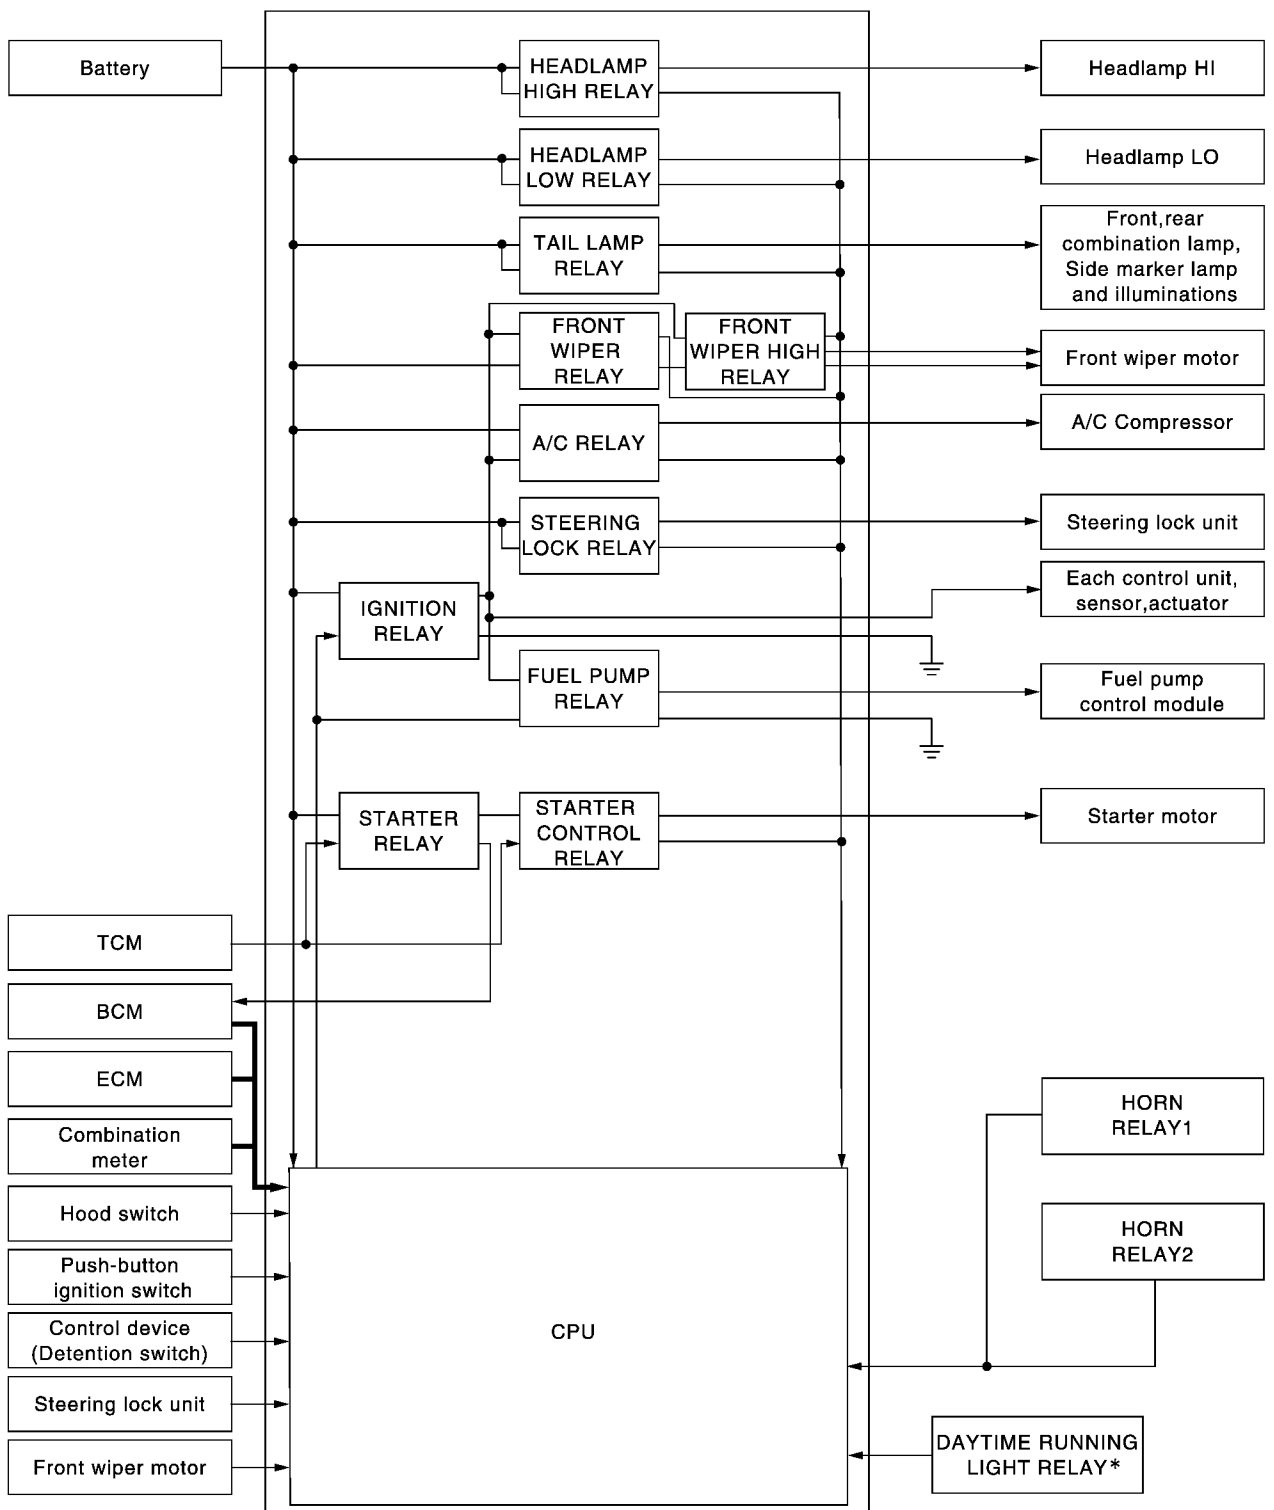 Battery
HEADLAMP
HIGH RELAY
Headlamp HI
HEADLAMP
LOW RELAY
Headlamp LO
TAIL LAMP
RELAY
Front,rear
combination lamp,
Side marker lamp
and illuminations
FRONT
WIPER
RELAY
FRONT
WIPER HIGH
RELAY
Front wiper motor
A/C RELAY
A/C Compressor
STEERING
LOCK RELAY
Steering lock unit
IGNITION
RELAY
Each control unit,
sensor,actuator
FUEL PUMP
RELAY
Fuel pump
control module
STARTER
RELAY
STARTER
CONTROL
RELAY
Starter motor
TCM
BCM
ECM
Combination
meter
Hood switch
Push-button
ignition switch
Control device
(Detention switch)
Steering lock unit
Front wiper motor
CPU
HORN
RELAY1
HORN
RELAY2
DAYTIME RUNNING
LIGHT RELAY*